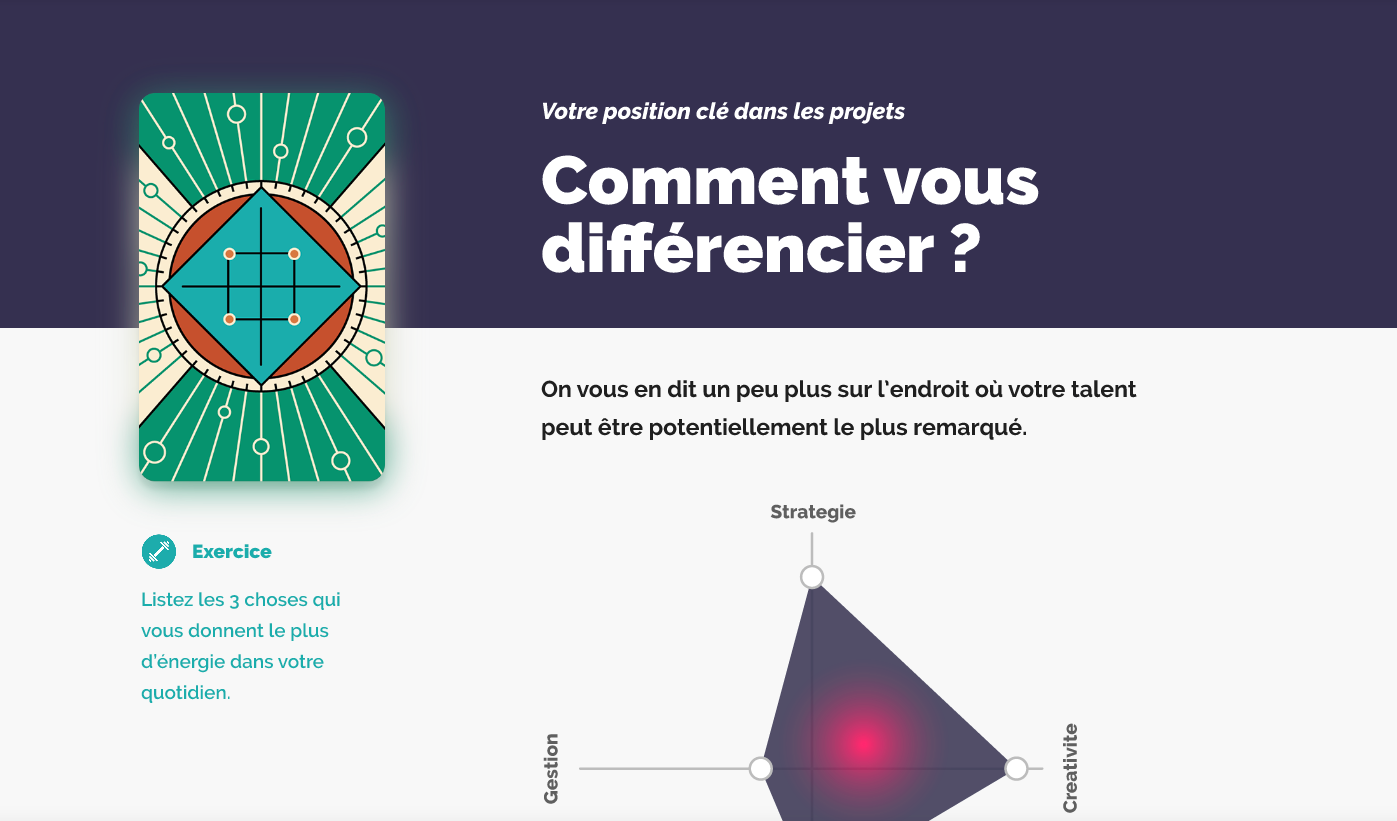 Votre position clé dans les projets
Comment vous
différencier ?
On vous en dit un peu plus sur l’endroit où votre talent
peut être potentiellement le plus remarqué.
Exercice
Listez les 3 choses qui
vous donnent le plus
d’énergie dans votre
quotidien.
Strategie
Gestion
Creativite